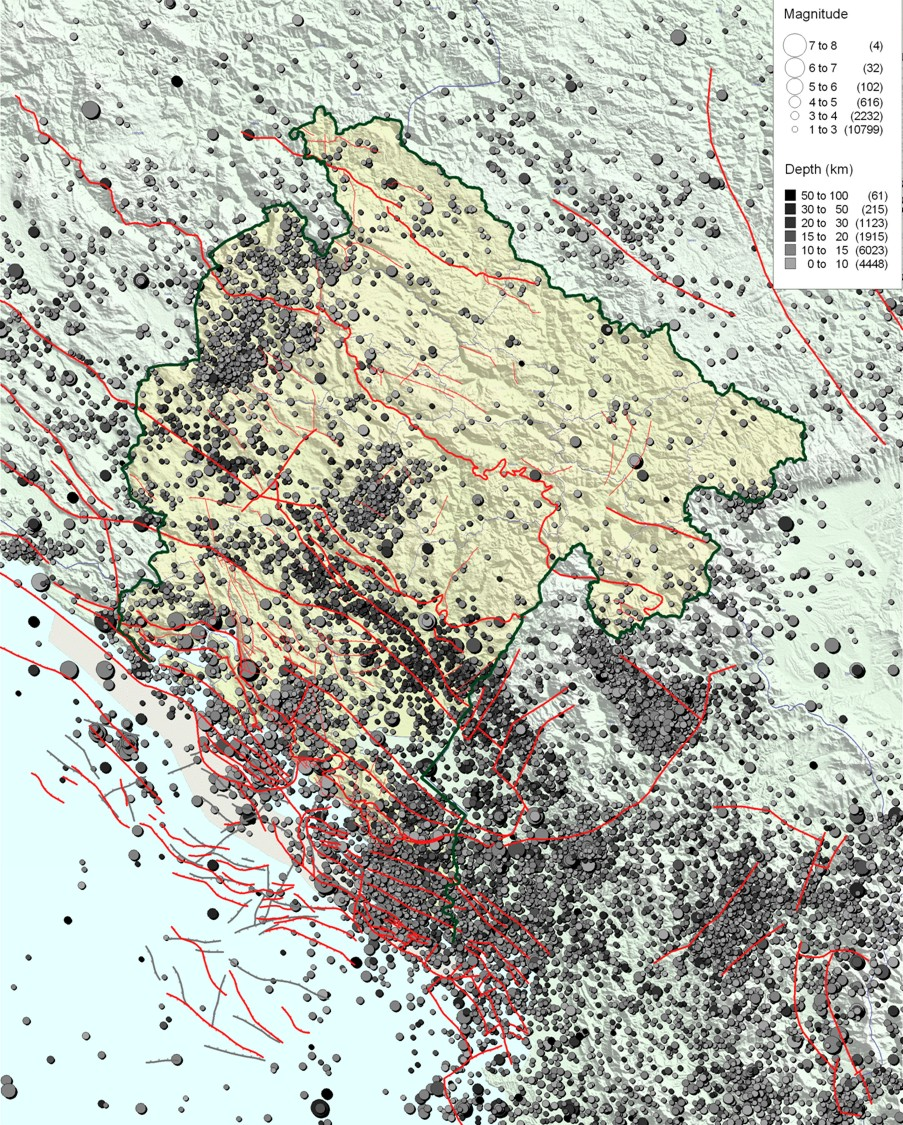 Magnitude
7 to 8 (4)
6 to 7 (32)
5 to 6 (102)
4 to 5 (616)
3 to 4 (2232)
1 to 3 (10799)
Depth (km)
50 to 100 (61)
30 to 50 (215)
20 to 30 (1123)
15 to 20 (1915)
10 to 15 (6023)
0 to 10 (4448)